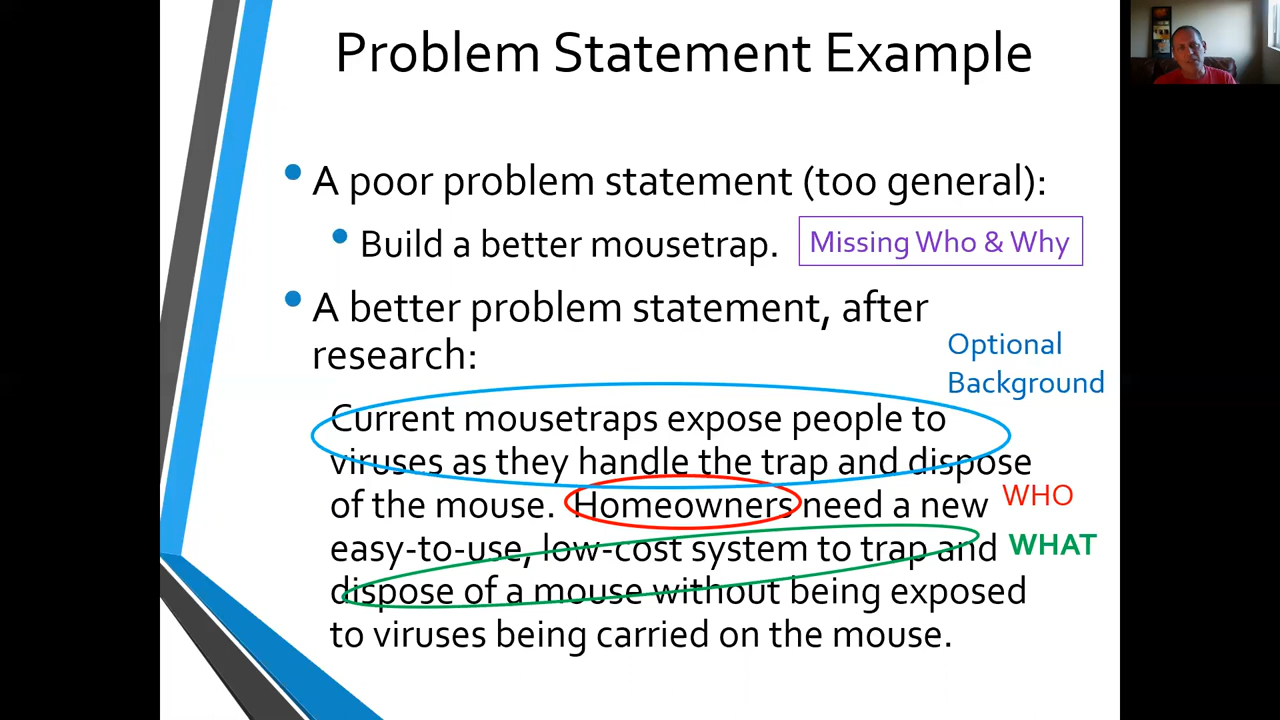 Problem Statement Example
A poor problem statement (too general):
Build a better mousetrap.
Missing Who & Why
A better problem statement, after
research:
Optional
Background
Current mousetraps expose people to
viruses as they handle the trap and dispose
of the mouse. Homeowners need a new
WHO
easy-to-use, low-cost system to trap and
WHAT
dispose of a mouse without being exposed
to viruses being carried on the mouse.